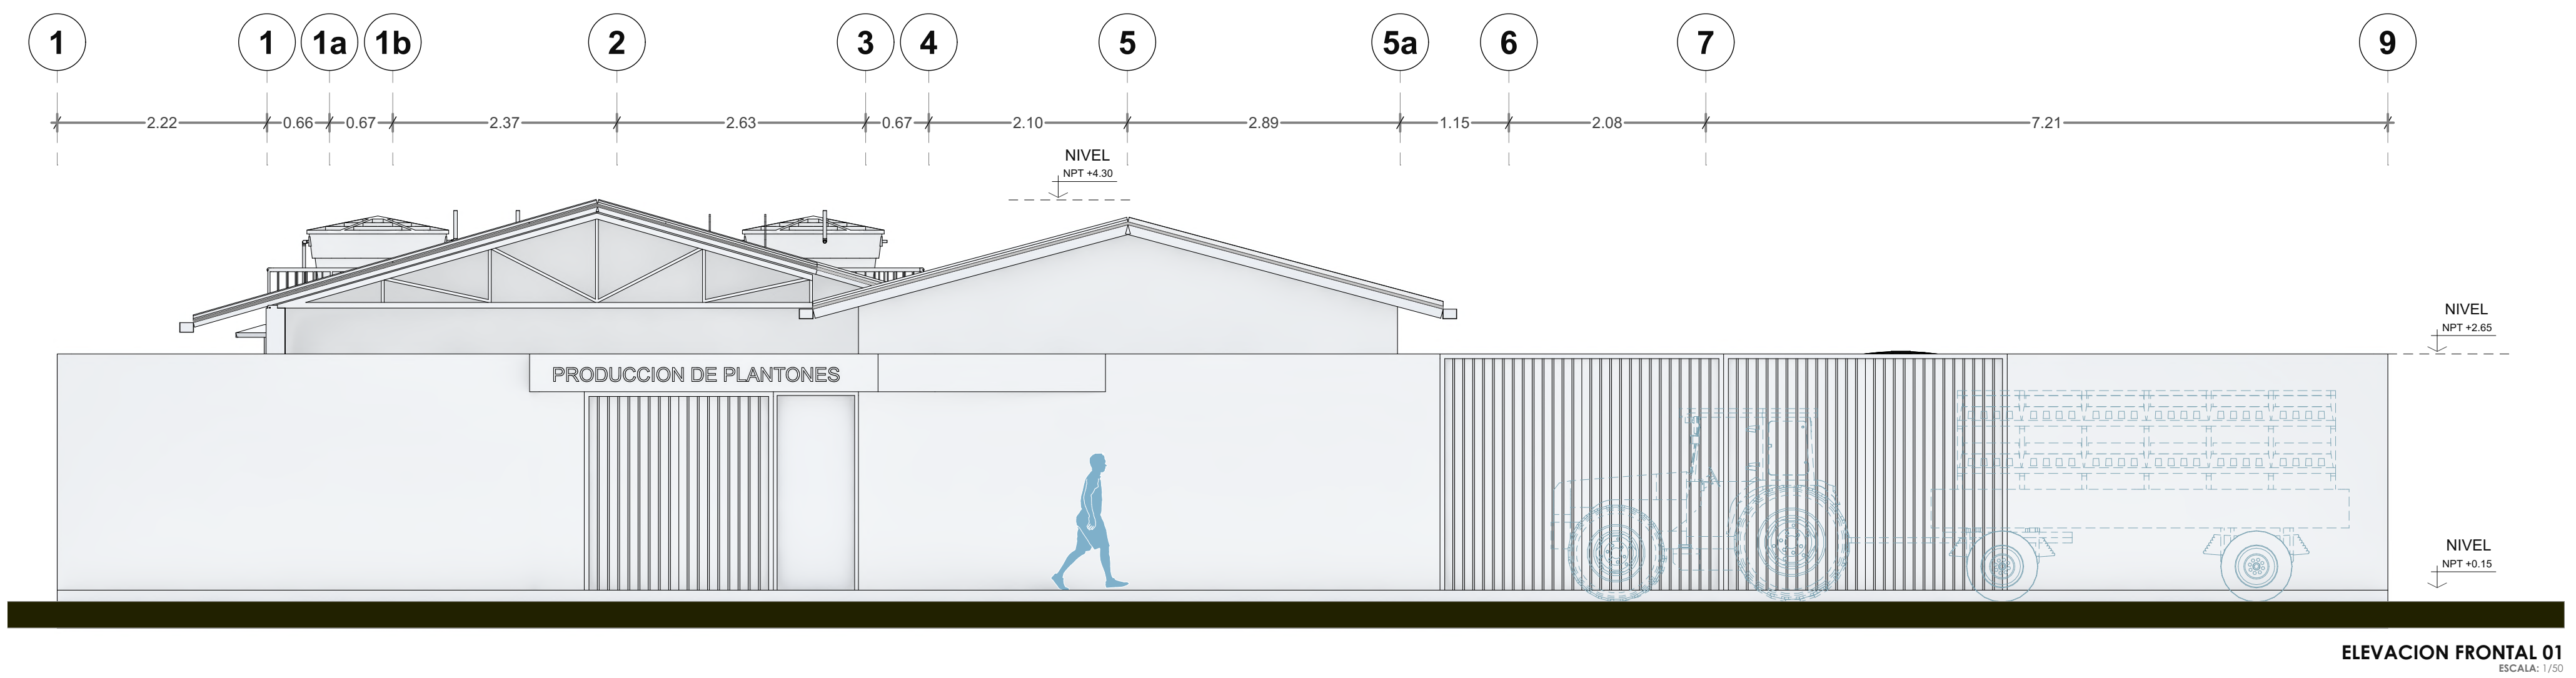 1 1 1a 1b 2 3 4 5 5a 6 7 9
2.22 0.66 0.67 2.37 2.63 0.67 2.10 2.89 1.15 2.08 7.21
NIVEL
NPT +4.30
NIVEL
NPT +2.65
PRODUCCION DE PLANTONES
NIVEL
NPT +0.15
ELEVACION FRONTAL 01
ESCALA: 1/50